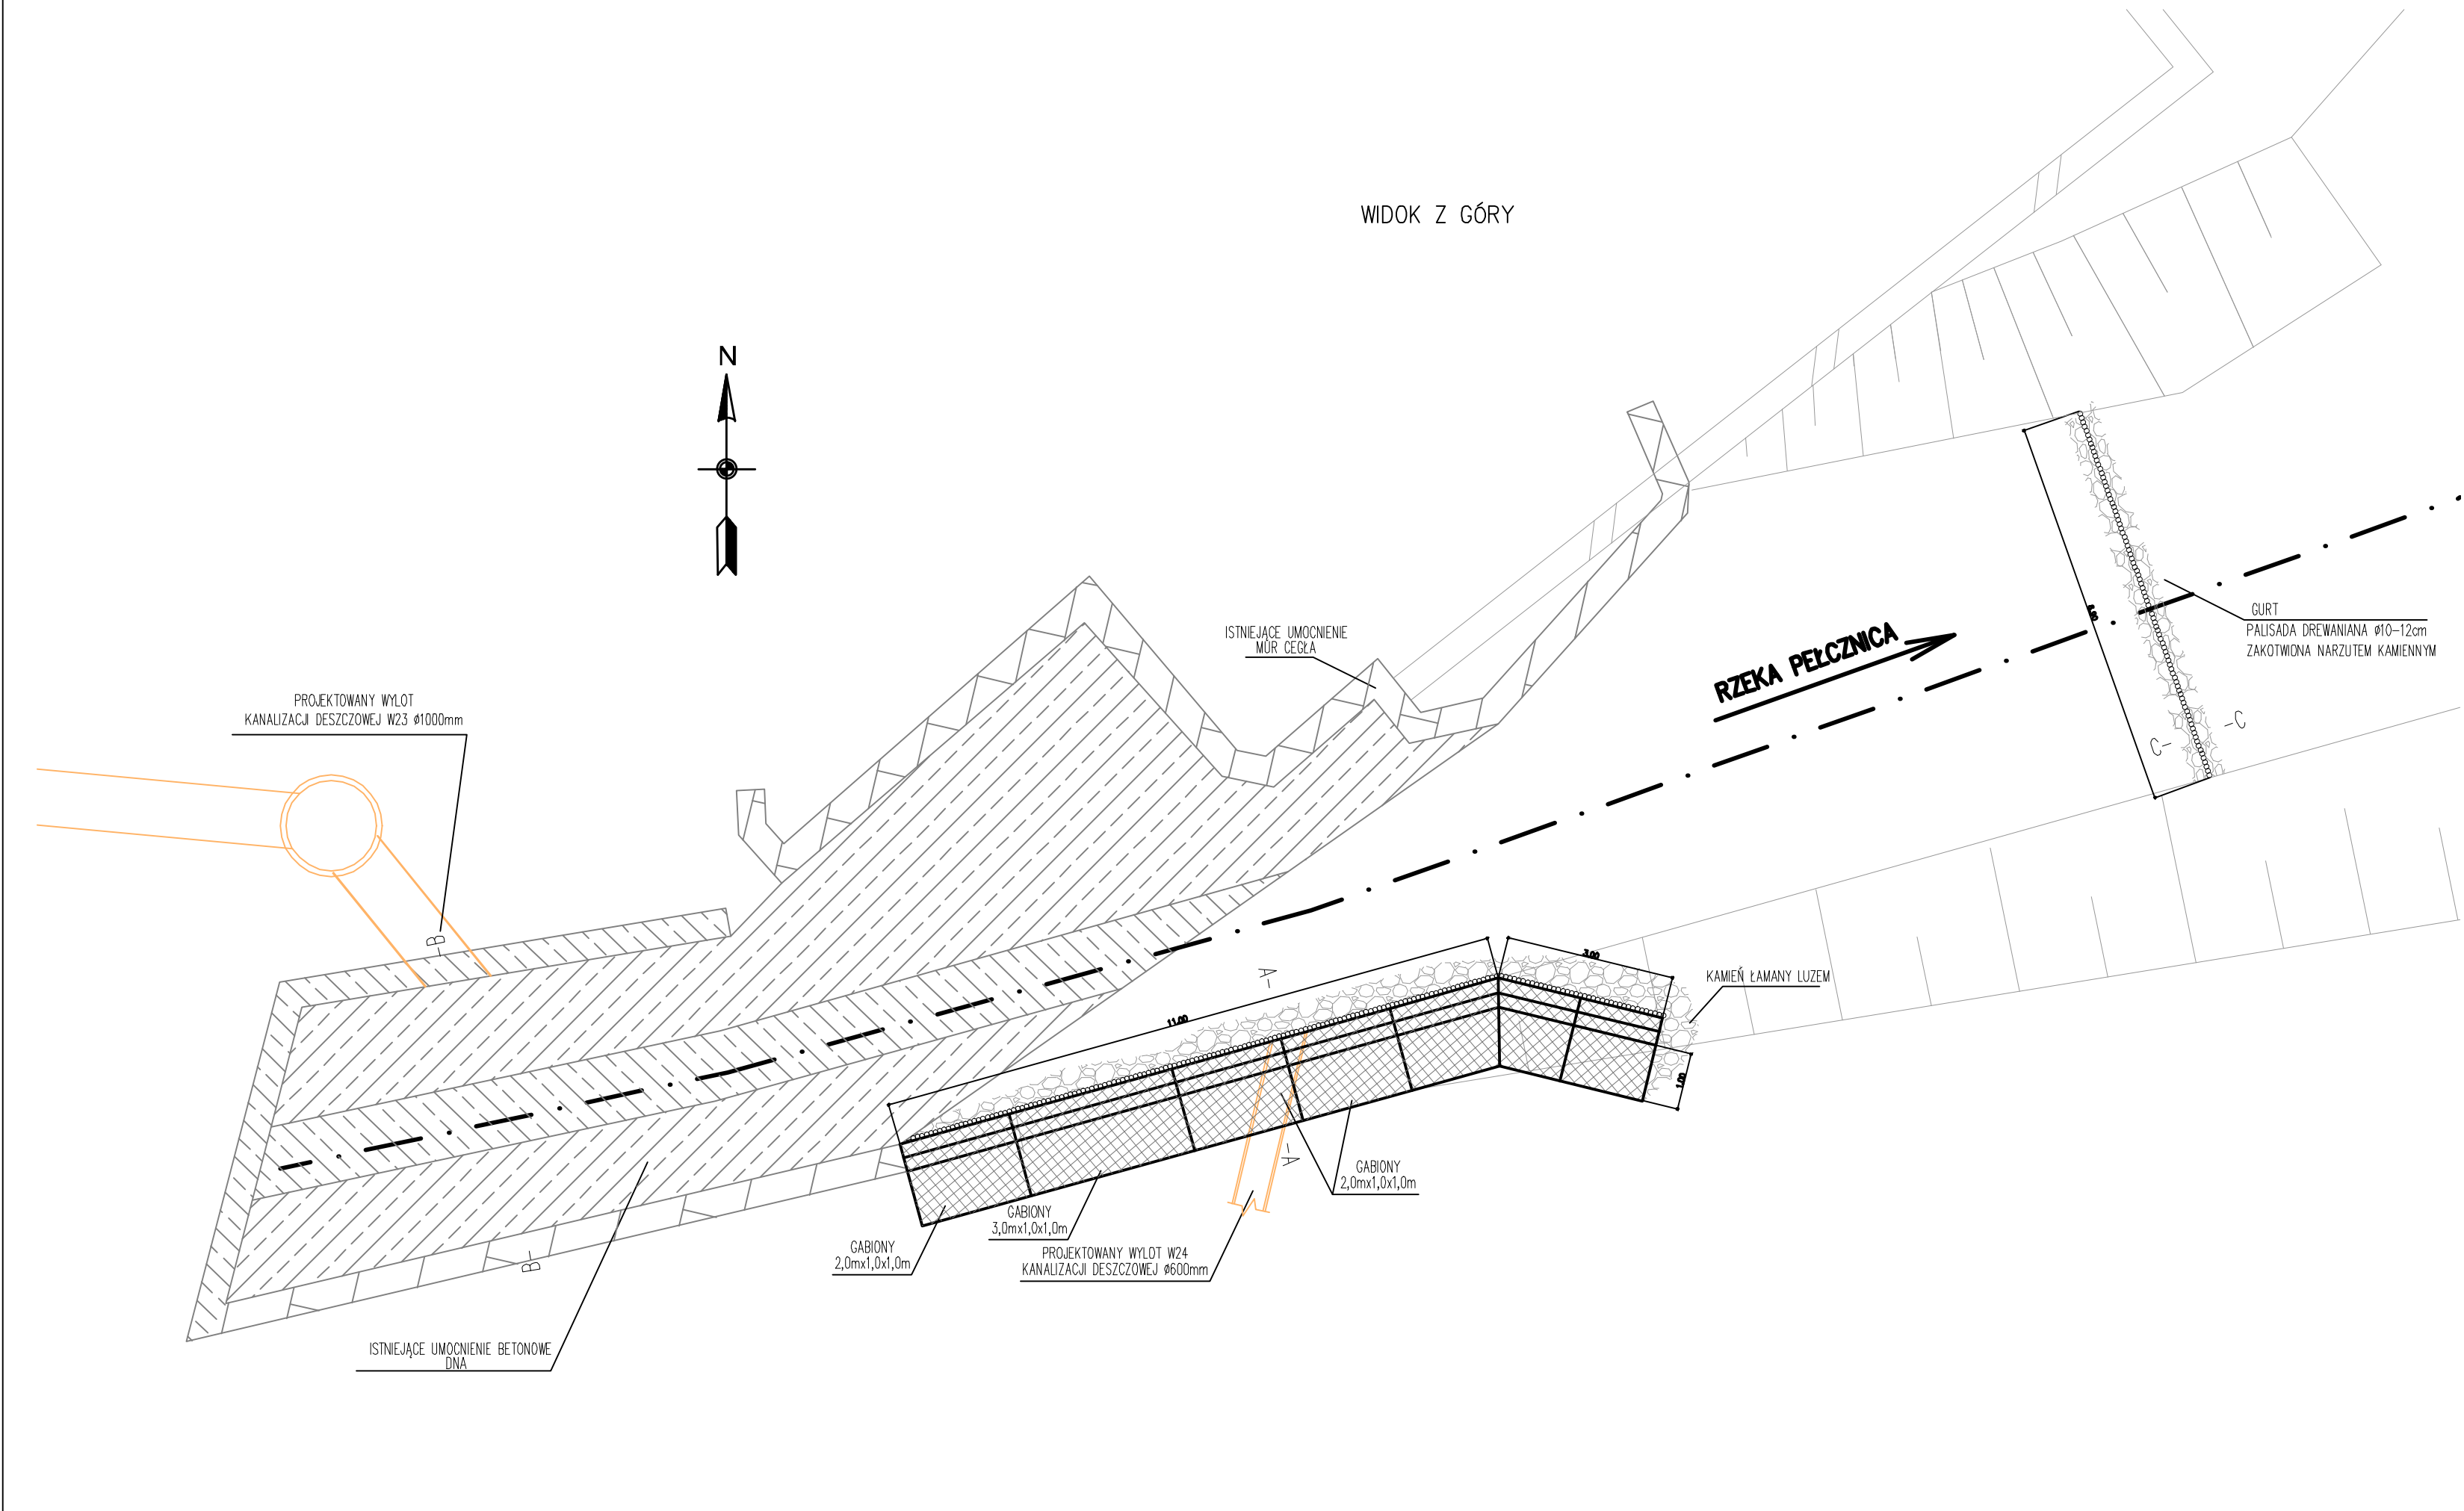 WIDOK Z GÓRY
N
ISTNIEJĄCE UMOCNIENIE
MUR CEGŁA
RZEKA PEŁCZNICA
GURT
PALISADA DREWANIANA Ø10-12cm
ZAKOTWIONA NARZUTEM KAMIENNYM
PROJEKTOWANY WYLOT
KANALIZACJI DESZCZOWEJ W23 Ø1000mm
-C
C-
B-
A-
3,00
KAMIEŃ ŁAMANY LUZEM
11,00
1,00
-A
GABIONY
2,0mx1,0x1,0m
GABIONY
3,0mx1,0x1,0m
GABIONY
2,0mx1,0x1,0m
PROJEKTOWANY WYLOT W24
KANALIZACJI DESZCZOWEJ Ø600mm
B-
ISTNIEJĄCE UMOCNIENIE BETONOWE
DNA